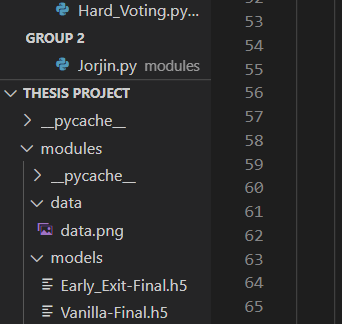 Hard_Voting.py...
GROUP 2
Jorjin.py modules
THESIS PROJECT
__pycache__
modules
__pycache__
data
data.png
models
Early_Exit-Final.h5
Vanilla-Final.h5
53
54
55
56
57
58
59
60
61
62
63
64
65